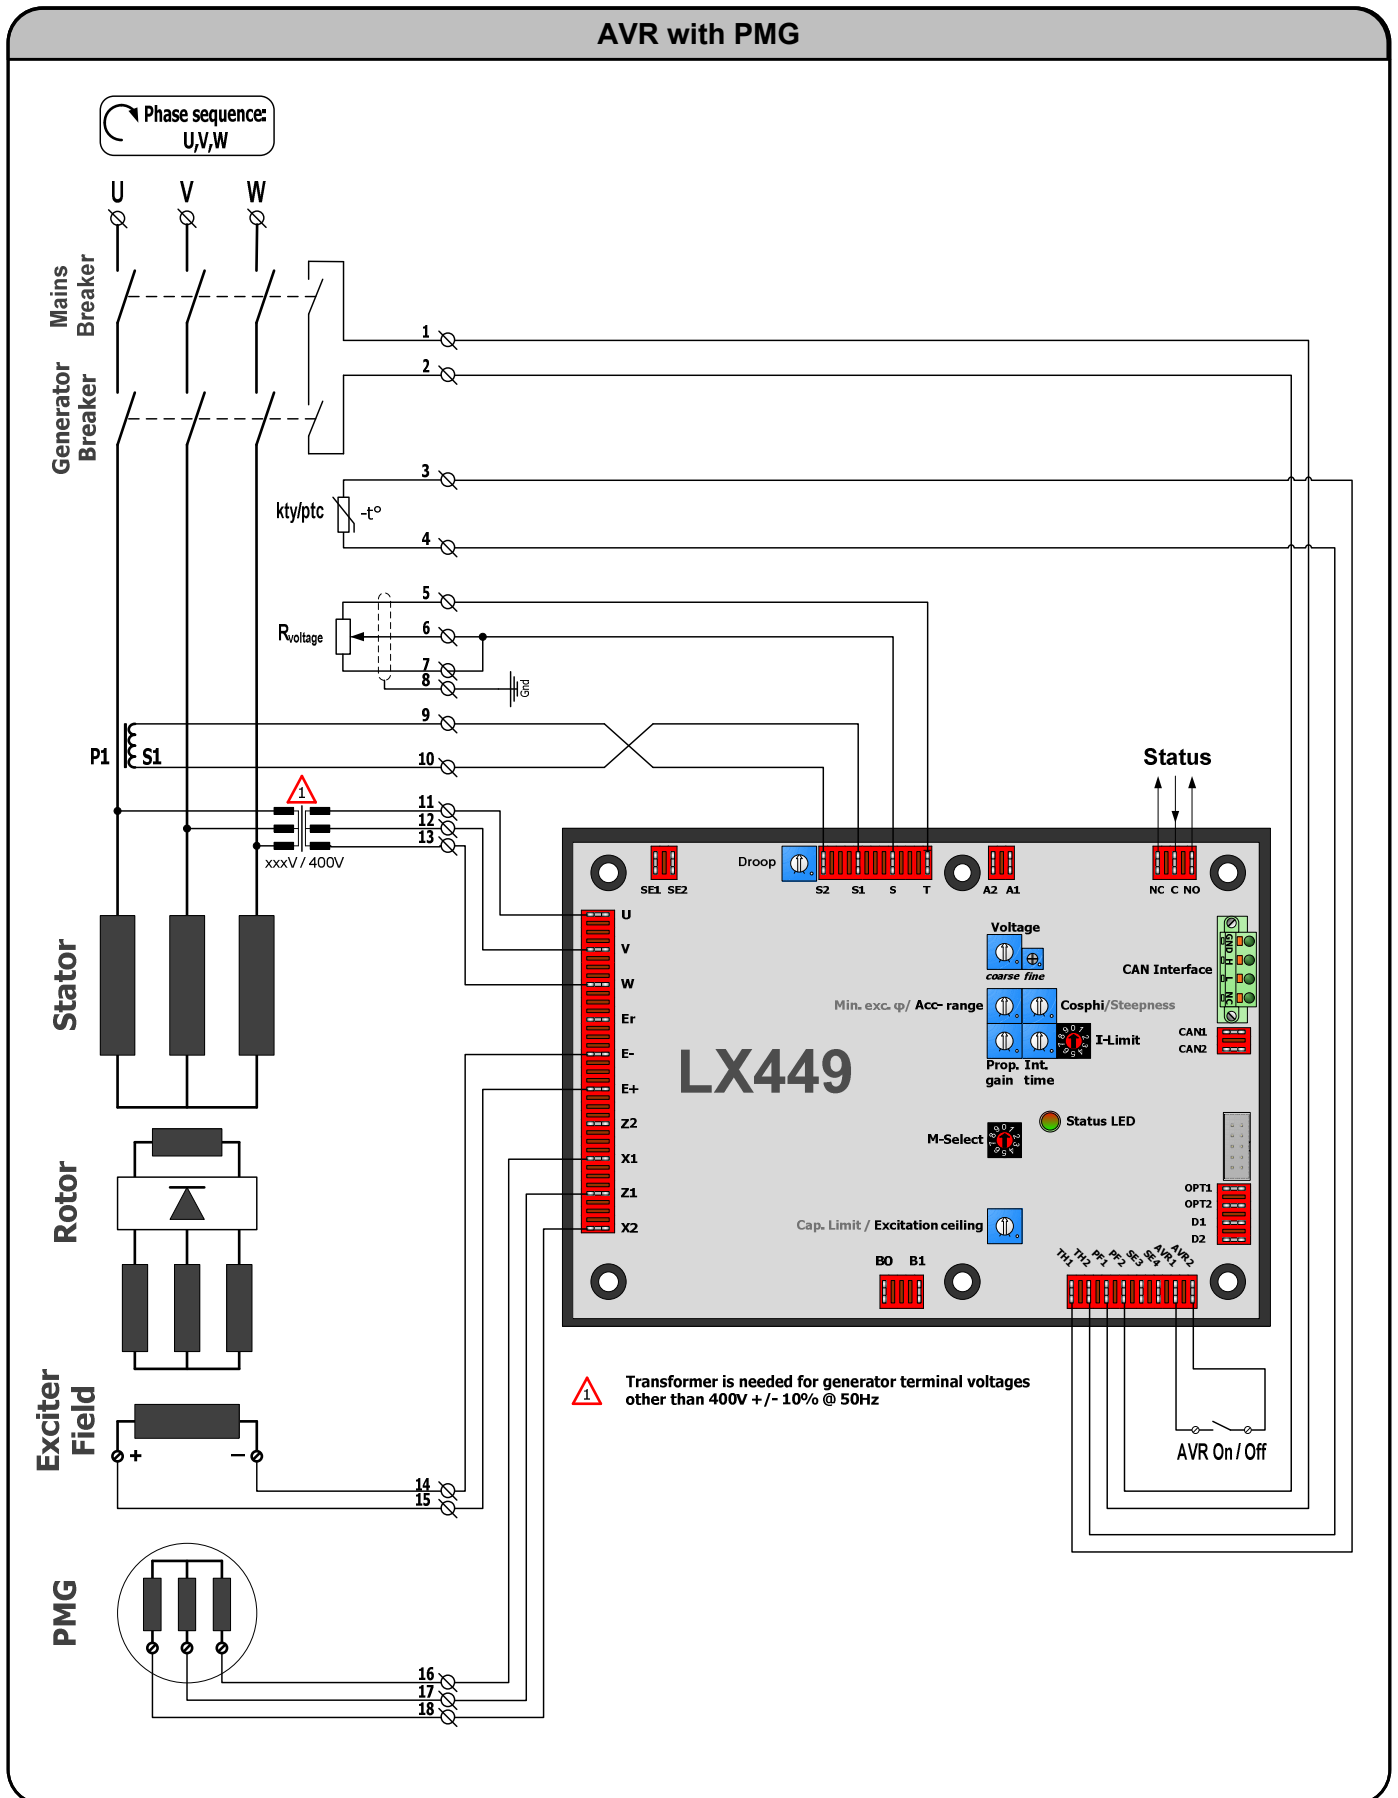 AVR with PMG
Phase sequence:
U,V,W
U V W
Mains
Breaker
Generator
Breaker
1
2
3
kty/ptc
-t°
4
5
Rvoltage
6
7
8
Gnd
9
P1 S1
10
1
11
12
13
xxxV / 400V
Status
Droop
SE1 SE2
S2 S1 S T
A2 A1
NC C NO
U
V
W
Er
E-
E+
Z2
X1
Z1
X2
LX449
Voltage
coarse fine
Min. exc. φ/ Acc- range
Cosphi/Steepness
I-Limit
Prop. gain
Int. time
M-Select
Status LED
Cap. Limit / Excitation ceiling
CAN Interface
GND H L NC
CAN1
CAN2
OPT1
OPT2
D1
D2
B0 B1
TH1 TH2 PF1 PF2 SE3 SE4 AVR1 AVR2
Stator
Rotor
Exciter
Field
+ −
14
15
PMG
16
17
18
1
Transformer is needed for generator terminal voltages
other than 400V +/- 10% @ 50Hz
AVR On / Off